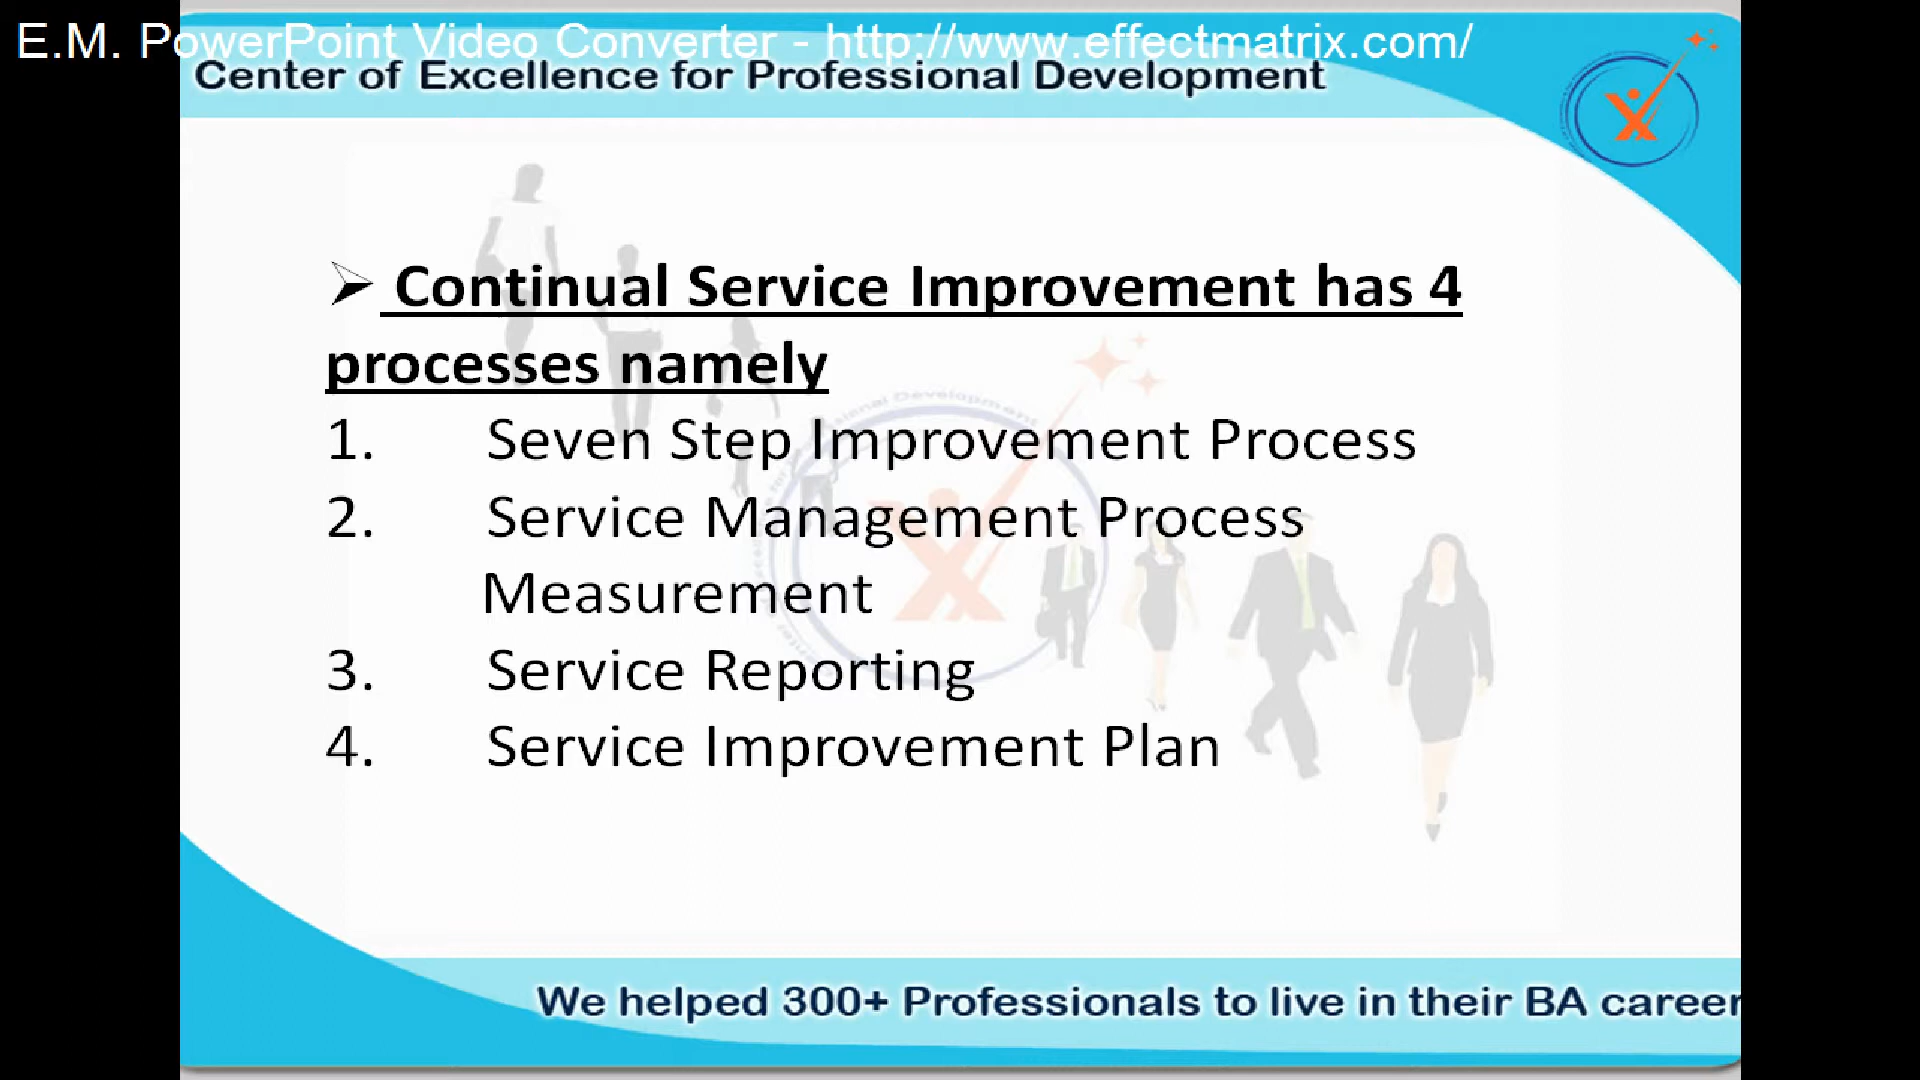 E.M. PowerPoint Video Converter - http://www.effectmatrix.com/
Center of Excellence for Professional Development
➢ Continual Service Improvement has 4
processes namely
1. Seven Step Improvement Process
2. Service Management Process
Measurement
3. Service Reporting
4. Service Improvement Plan
We helped 300+ Professionals to live in their BA career